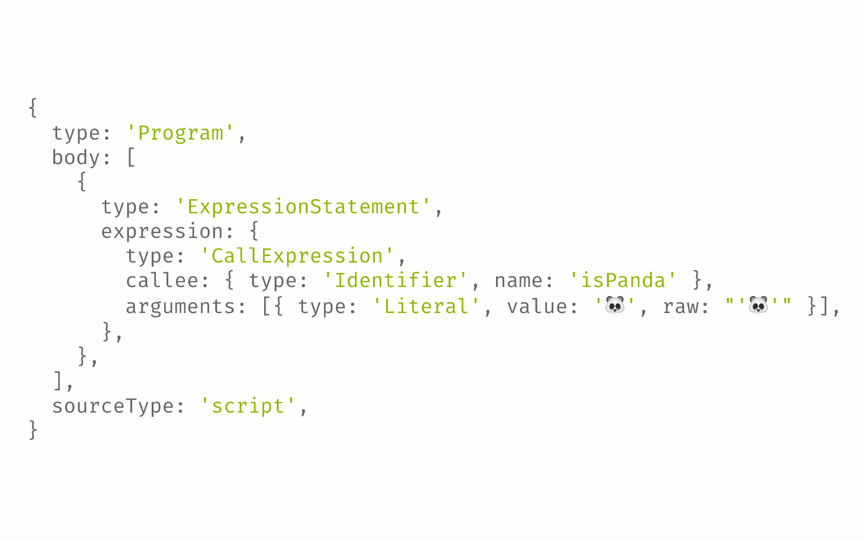 {
  type: 'Program',
  body: [
    {
      type: 'ExpressionStatement',
      expression: {
        type: 'CallExpression',
        callee: { type: 'Identifier', name: 'isPanda' },
        arguments: [{ type: 'Literal', value: '🐼', raw: "'🐼'" }],
      },
    },
  ],
  sourceType: 'script',
}